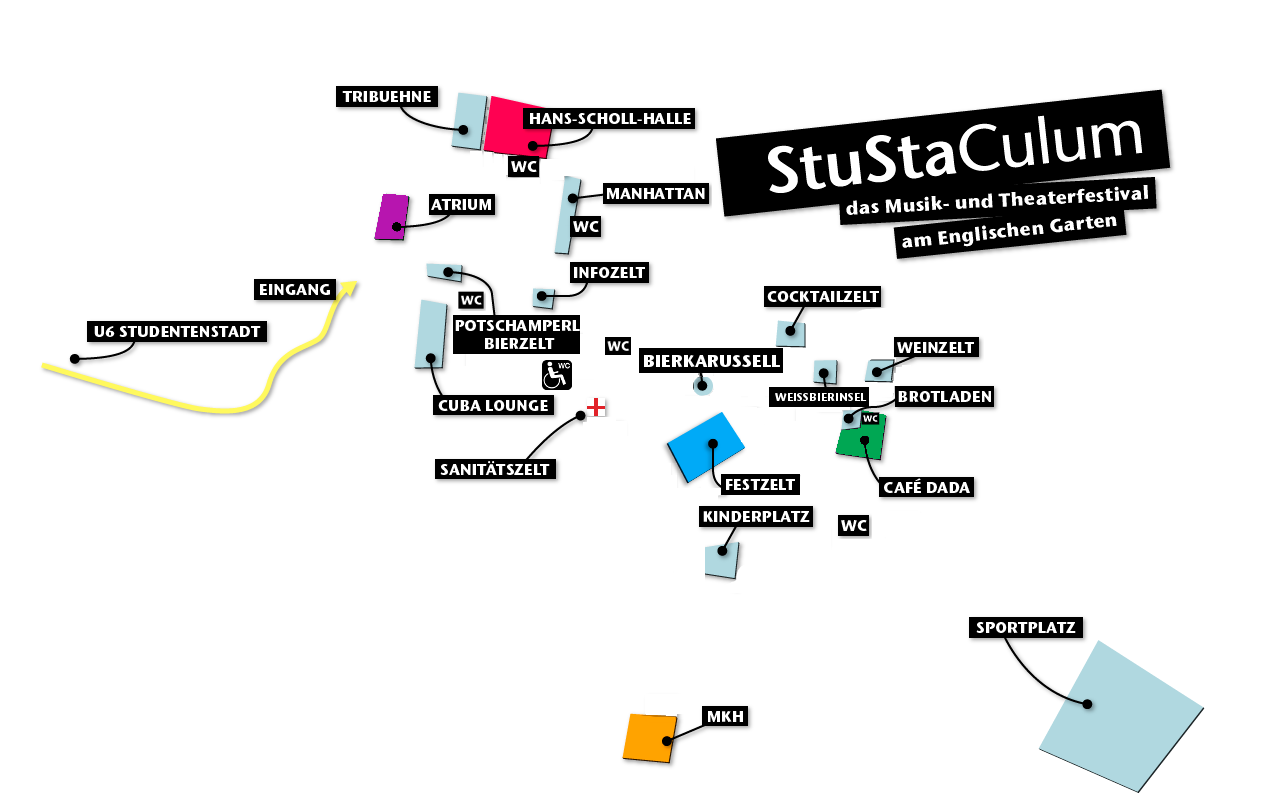 TRIBUEHNE
HANS-SCHOLL-HALLE
WC
StuStaCulum
das Musik- und Theaterfestival
am Englischen Garten
MANHATTAN
ATRIUM
WC
INFOZELT
EINGANG
WC
COCKTAILZELT
U6 STUDENTENSTADT
POTSCHAMPERL
BIERZELT
WC
WEINZELT
BIERKARUSSELL
WC
WEISSBIERINSEL
BROTLADEN
CUBA LOUNGE
WC
SANITÄTSZELT
FESTZELT
CAFÉ DADA
KINDERPLATZ
WC
SPORTPLATZ
MKH